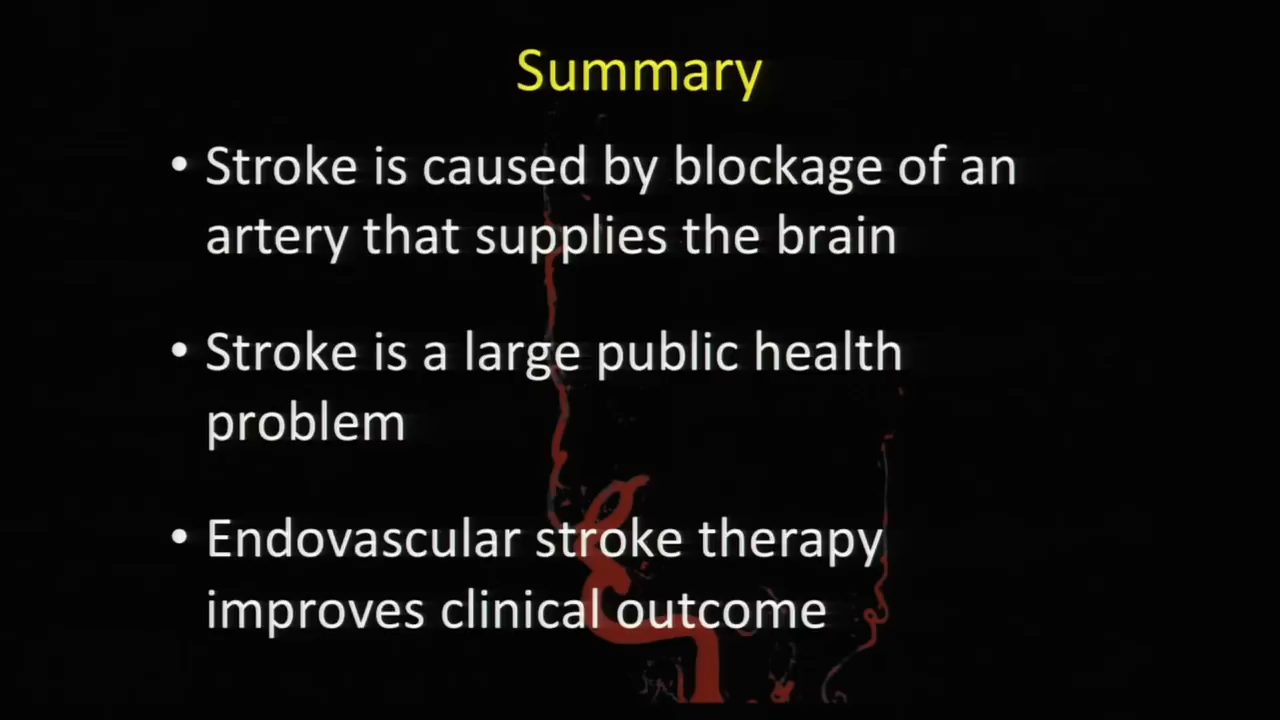 Summary
• Stroke is caused by blockage of an
artery that supplies the brain
• Stroke is a large public health
problem
• Endovascular stroke therapy
improves clinical outcome